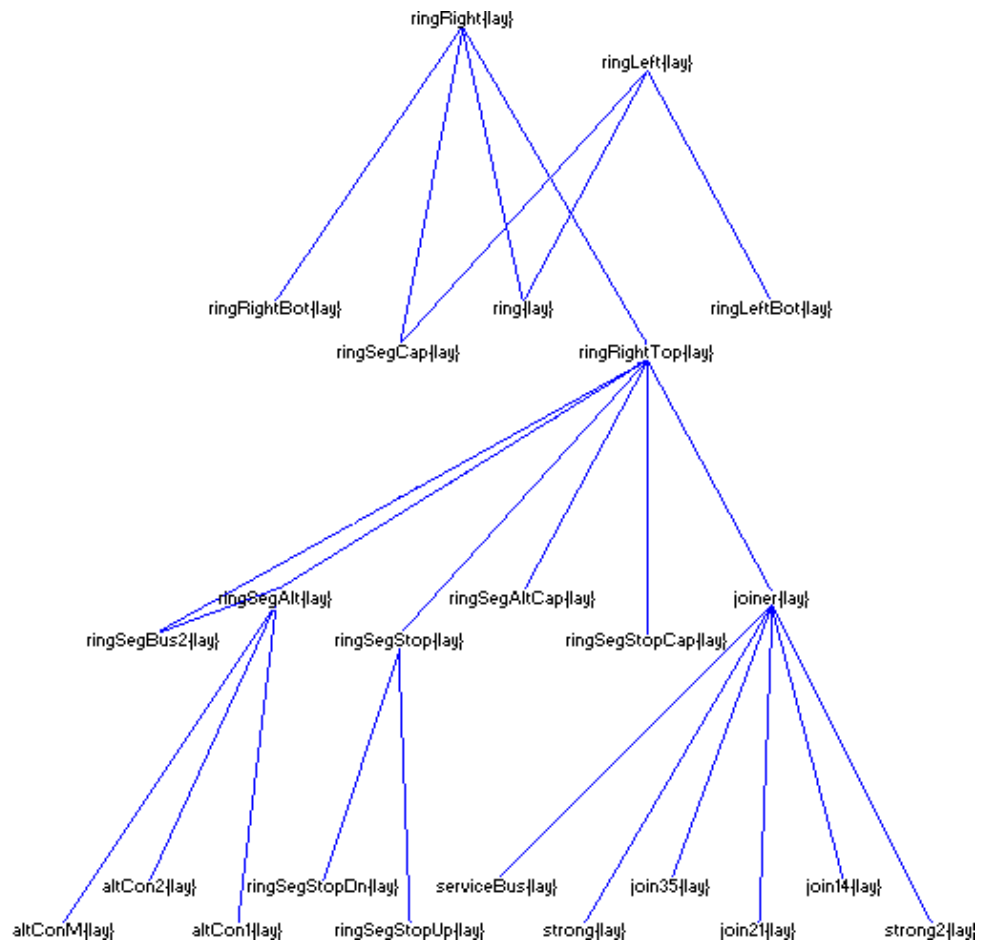 ringRight{lay}
ringLeft{lay}
ringRightBot{lay}
ring{lay}
ringLeftBot{lay}
ringSegCap{lay}
ringRightTop{lay}
ringSegAlt{lay}
ringSegAltCap{lay}
joiner{lay}
ringSegBus2{lay}
ringSegStop{lay}
ringSegStopCap{lay}
altCon2{lay}
ringSegStopDn{lay}
serviceBus{lay}
join35{lay}
join14{lay}
altConM{lay}
altCon1{lay}
ringSegStopUp{lay}
strong{lay}
join21{lay}
strong2{lay}